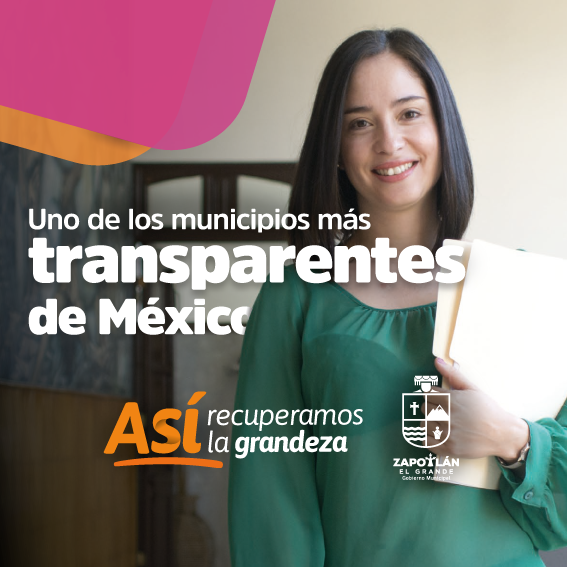 Uno de los municipios más
transparentes
de México
Así recuperamos
la grandeza
ZAPOTLÁN
EL GRANDE
Gobierno Municipal